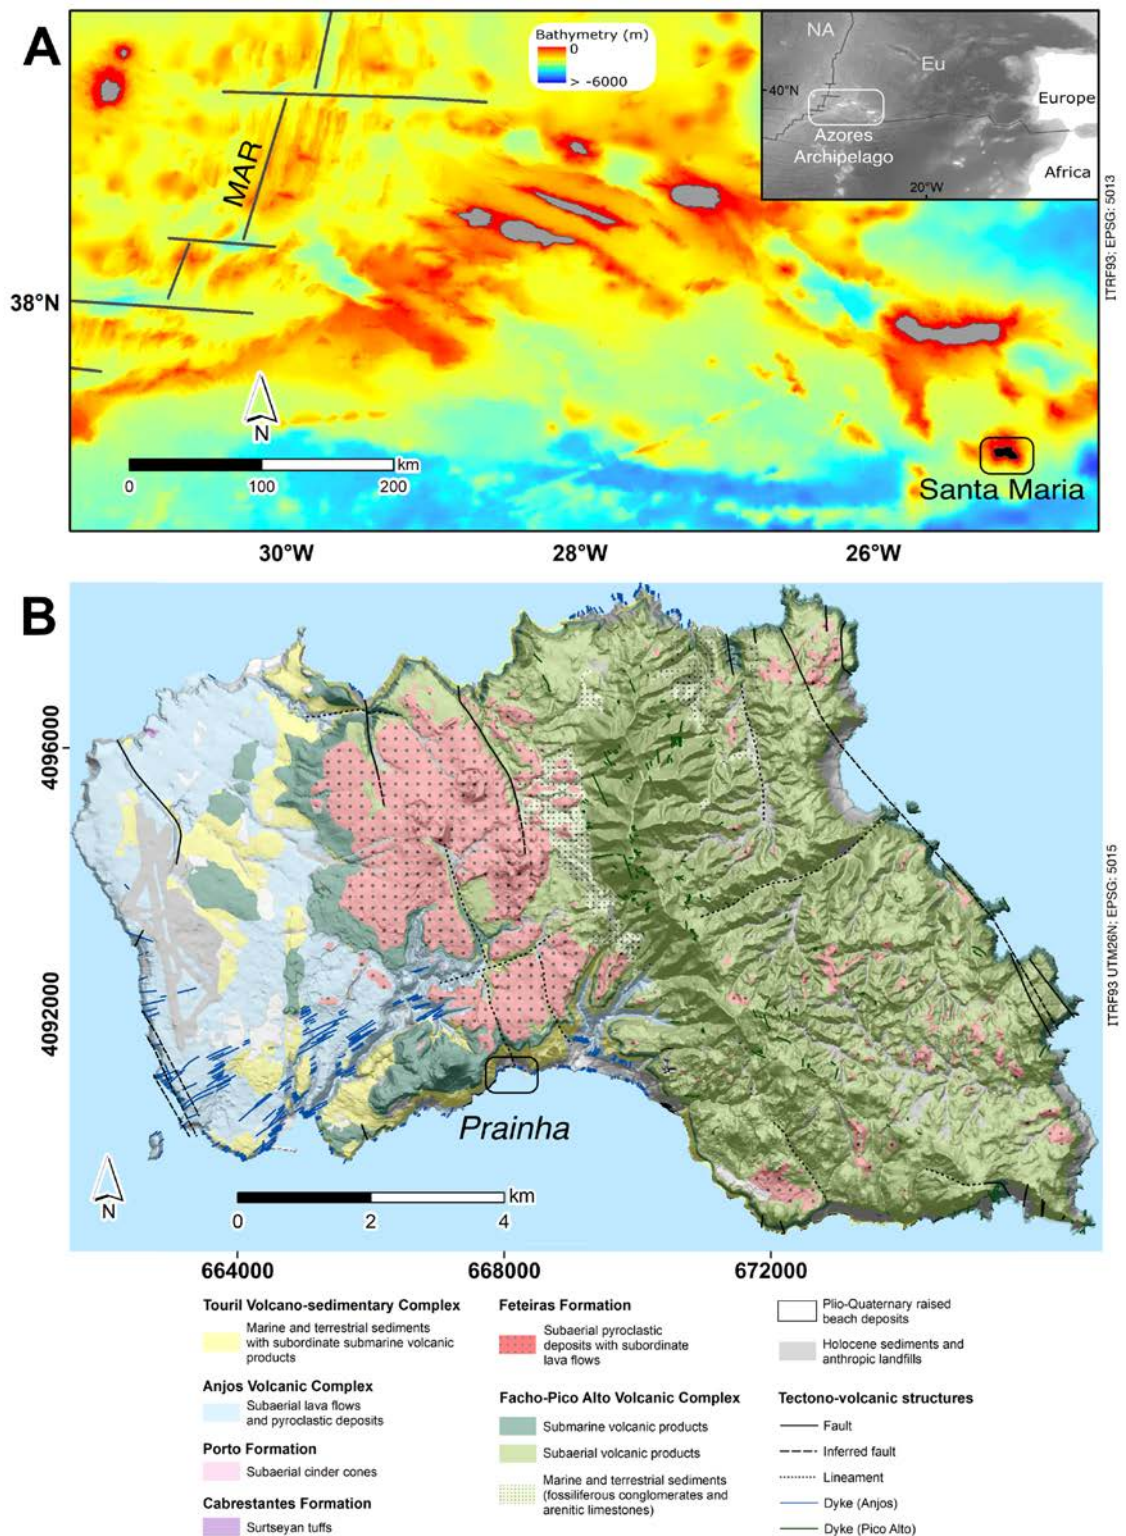 A
Bathymetry (m)
0
> -6000
NA
Eu
40°N
Europe
Azores
Archipelago
Africa
20°W
MAR
ITRF93; EPSG: 5013
38°N
N
km
0
100
200
Santa Maria
30°W
28°W
26°W
B
4096000
4092000
ITRF93 UTM26N; EPSG: 5015
Prainha
N
km
0
2
4
664000
668000
672000
Touril Volcano-sedimentary Complex
Marine and terrestrial sediments
with subordinate submarine volcanic
products
Anjos Volcanic Complex
Subaerial lava flows
and pyroclastic deposits
Porto Formation
Subaerial cinder cones
Cabrestantes Formation
Surtseyan tuffs
Feteiras Formation
Subaerial pyroclastic
deposits with subordinate
lava flows
Facho-Pico Alto Volcanic Complex
Submarine volcanic products
Subaerial volcanic products
Marine and terrestrial sediments
(fossiliferous conglomerates and
arenitic limestones)
Plio-Quaternary raised
beach deposits
Holocene sediments and
anthropic landfills
Tectono-volcanic structures
Fault
Inferred fault
Lineament
Dyke (Anjos)
Dyke (Pico Alto)